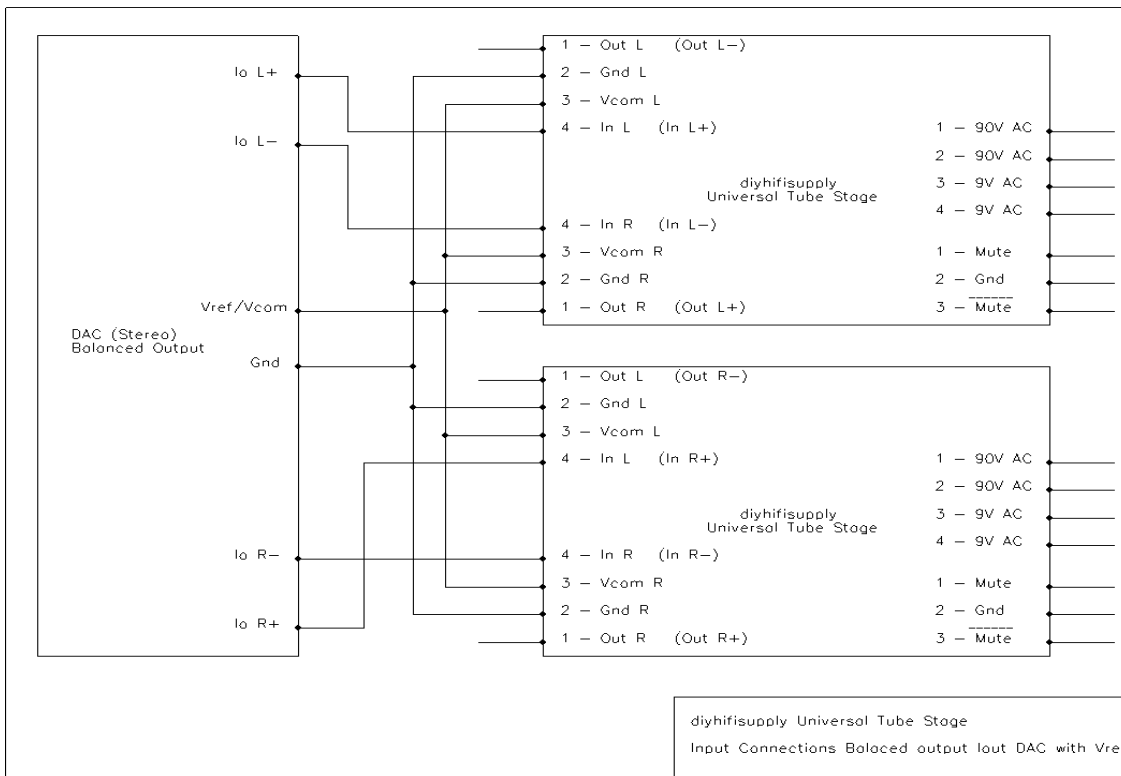 Io L+
Io L−
Vref/Vcom
DAC (Stereo)
Balanced Output
Gnd
Io R−
Io R+
1 − Out L (Out L−)
2 − Gnd L
3 − Vcom L
4 − In L (In L+)
1 − 90V AC
2 − 90V AC
3 − 9V AC
4 − 9V AC
diyhifisupply
Universal Tube Stage
4 − In R (In L−)
3 − Vcom R
2 − Gnd R
1 − Out R (Out L+)
1 − Mute
2 − Gnd
3 − Mute
1 − Out L (Out R−)
2 − Gnd L
3 − Vcom L
4 − In L (In R+)
1 − 90V AC
2 − 90V AC
3 − 9V AC
4 − 9V AC
diyhifisupply
Universal Tube Stage
4 − In R (In R−)
3 − Vcom R
2 − Gnd R
1 − Out R (Out R+)
1 − Mute
2 − Gnd
3 − Mute
diyhifisupply Universal Tube Stage
Input Connections Balaced output Iout DAC with Vre